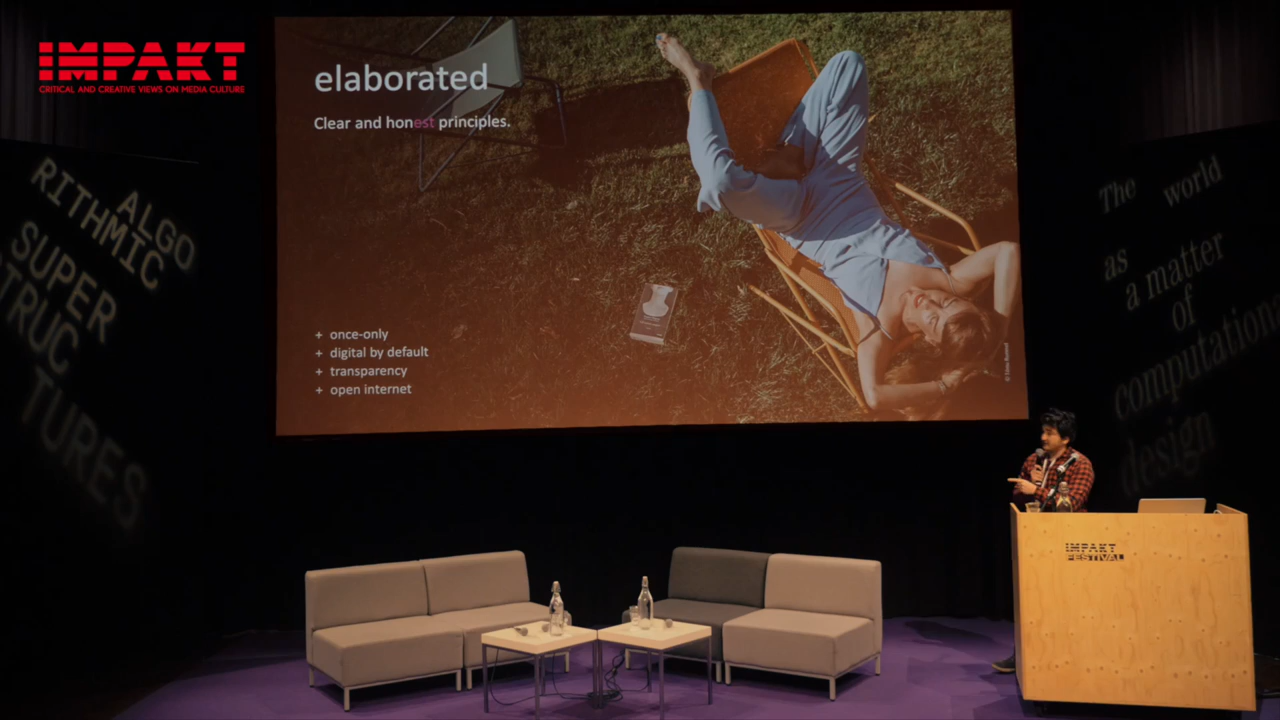 IMPAKT
CRITICAL AND CREATIVE VIEWS ON MEDIA CULTURE
elaborated
Clear and honest principles.
+ once-only
+ digital by default
+ transparency
+ open internet
ALGO
RITHMIC
SUPER
STRUC
TURES
The world
as
a matter
of
computational
design
IMPAKT
FESTIVAL